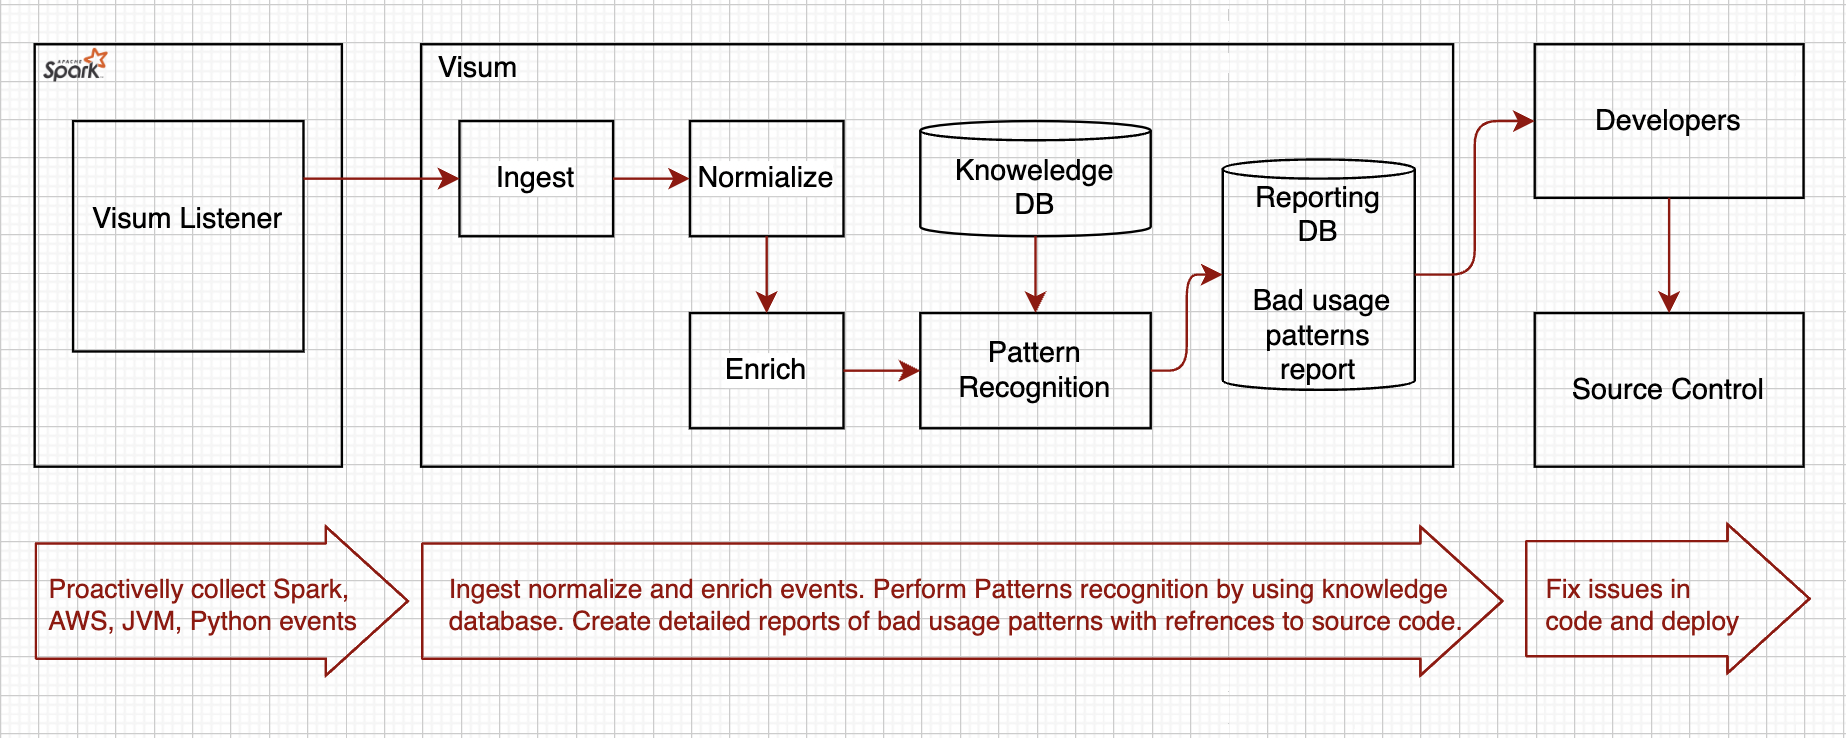 APACHE
Spark
Visum
Visum Listener
Ingest
Normialize
Knoweledge
DB
Enrich
Pattern
Recognition
Reporting
DB
Bad usage
patterns
report
Developers
Source Control
Proactivelly collect Spark,
AWS, JVM, Python events
Ingest normalize and enrich events. Perform Patterns recognition by using knowledge
database. Create detailed reports of bad usage patterns with refrences to source code.
Fix issues in
code and deploy